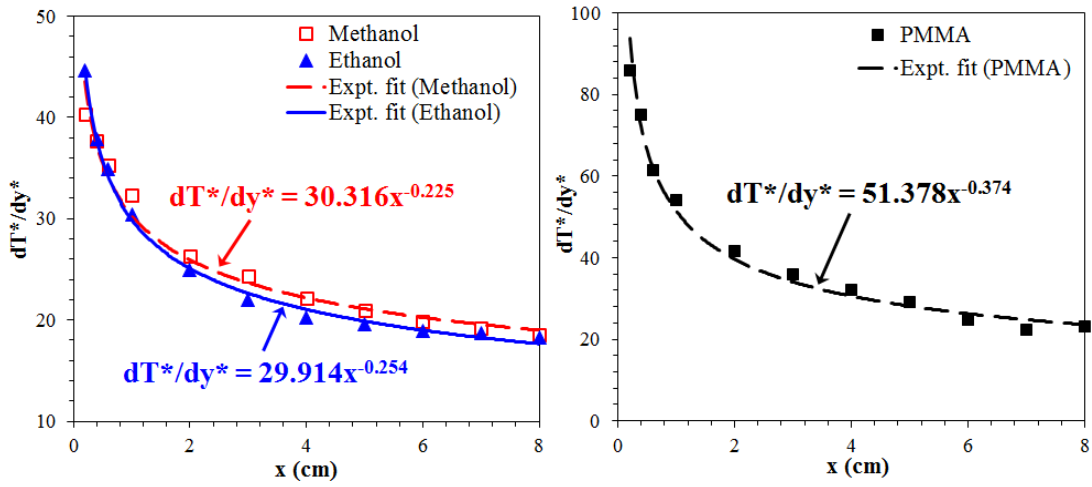 50
40
30
20
10
0
2
4
6
8
dT*/dy*
x (cm)
Methanol
Ethanol
Expt. fit (Methanol)
Expt. fit (Ethanol)
dT*/dy* = 30.316x^-0.225
dT*/dy* = 29.914x^-0.254
100
80
60
40
20
0
0
2
4
6
8
dT*/dy*
x (cm)
PMMA
Expt. fit (PMMA)
dT*/dy* = 51.378x^-0.374